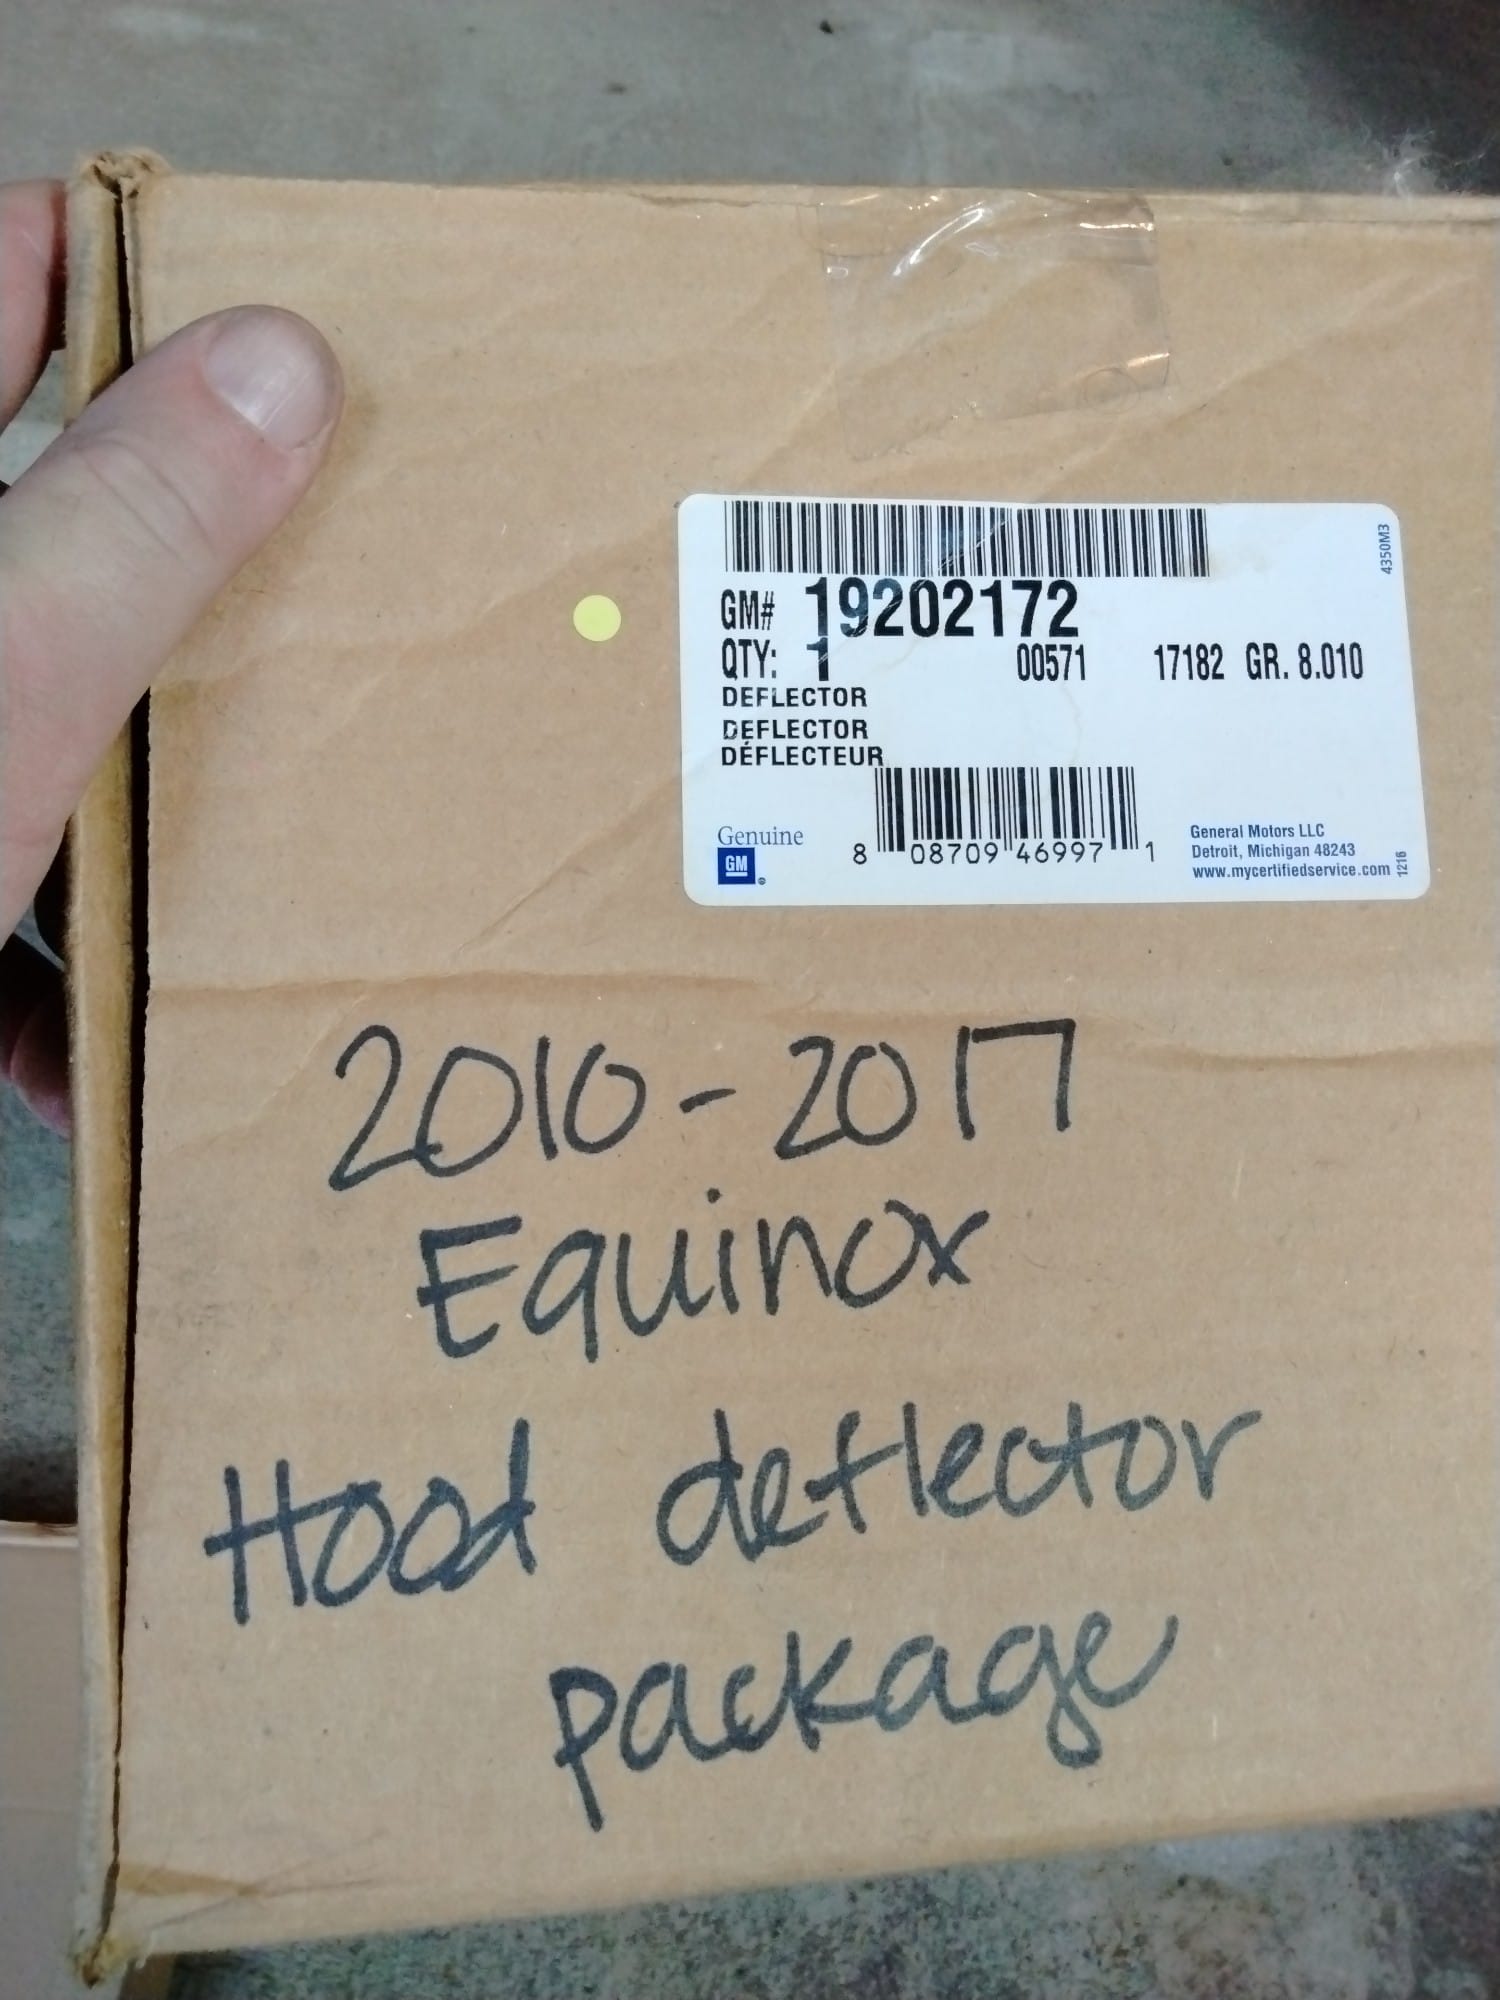 4350M3
GM# 19202172
QTY: 1 00571 17182 GR. 8.010
DEFLECTOR
DEFLECTOR
DÉFLECTEUR
Genuine
GM
8 08709 46997 1
General Motors LLC
Detroit, Michigan 48243
www.mycertifiedservice.com
1216
2010-2017
Equinox
Hood deflector
package